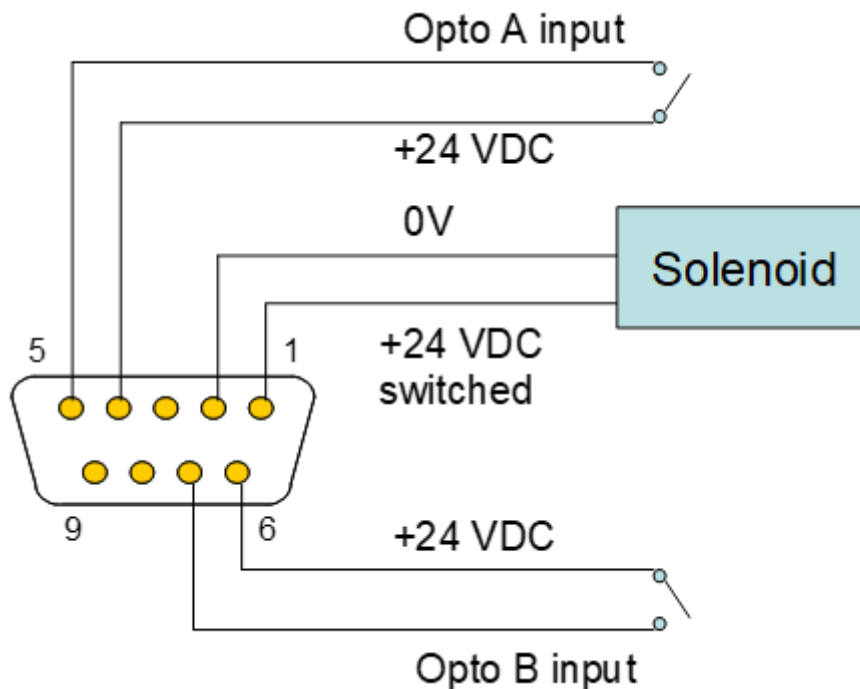 Opto A input
+24 VDC
0V
Solenoid
+24 VDC
switched
5
1
9
6
+24 VDC
Opto B input